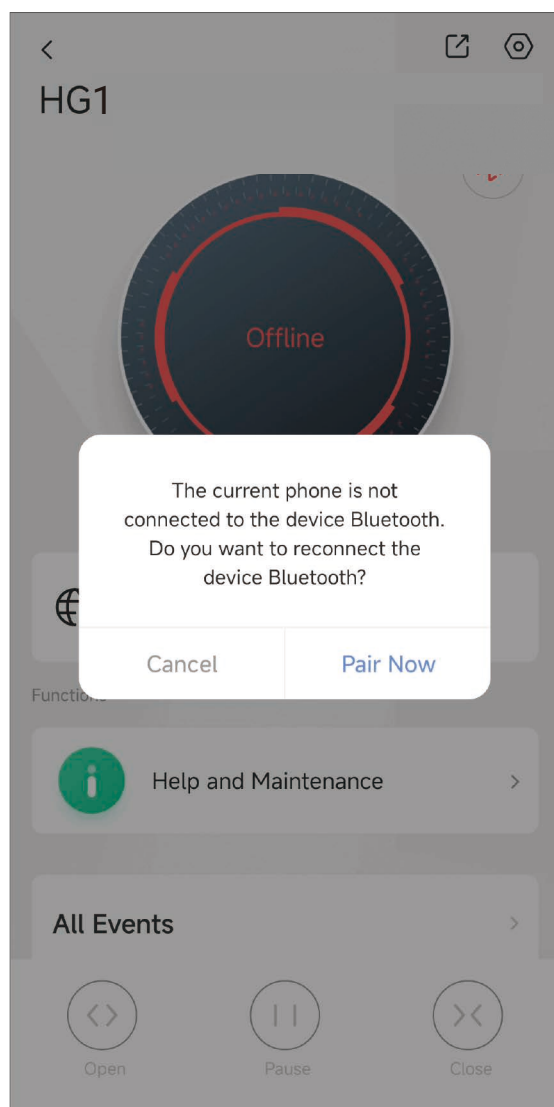 HG1
Offline
The current phone is not
connected to the device Bluetooth.
Do you want to reconnect the
device Bluetooth?
Cancel
Pair Now
Functions
Help and Maintenance
All Events
Open
Pause
Close